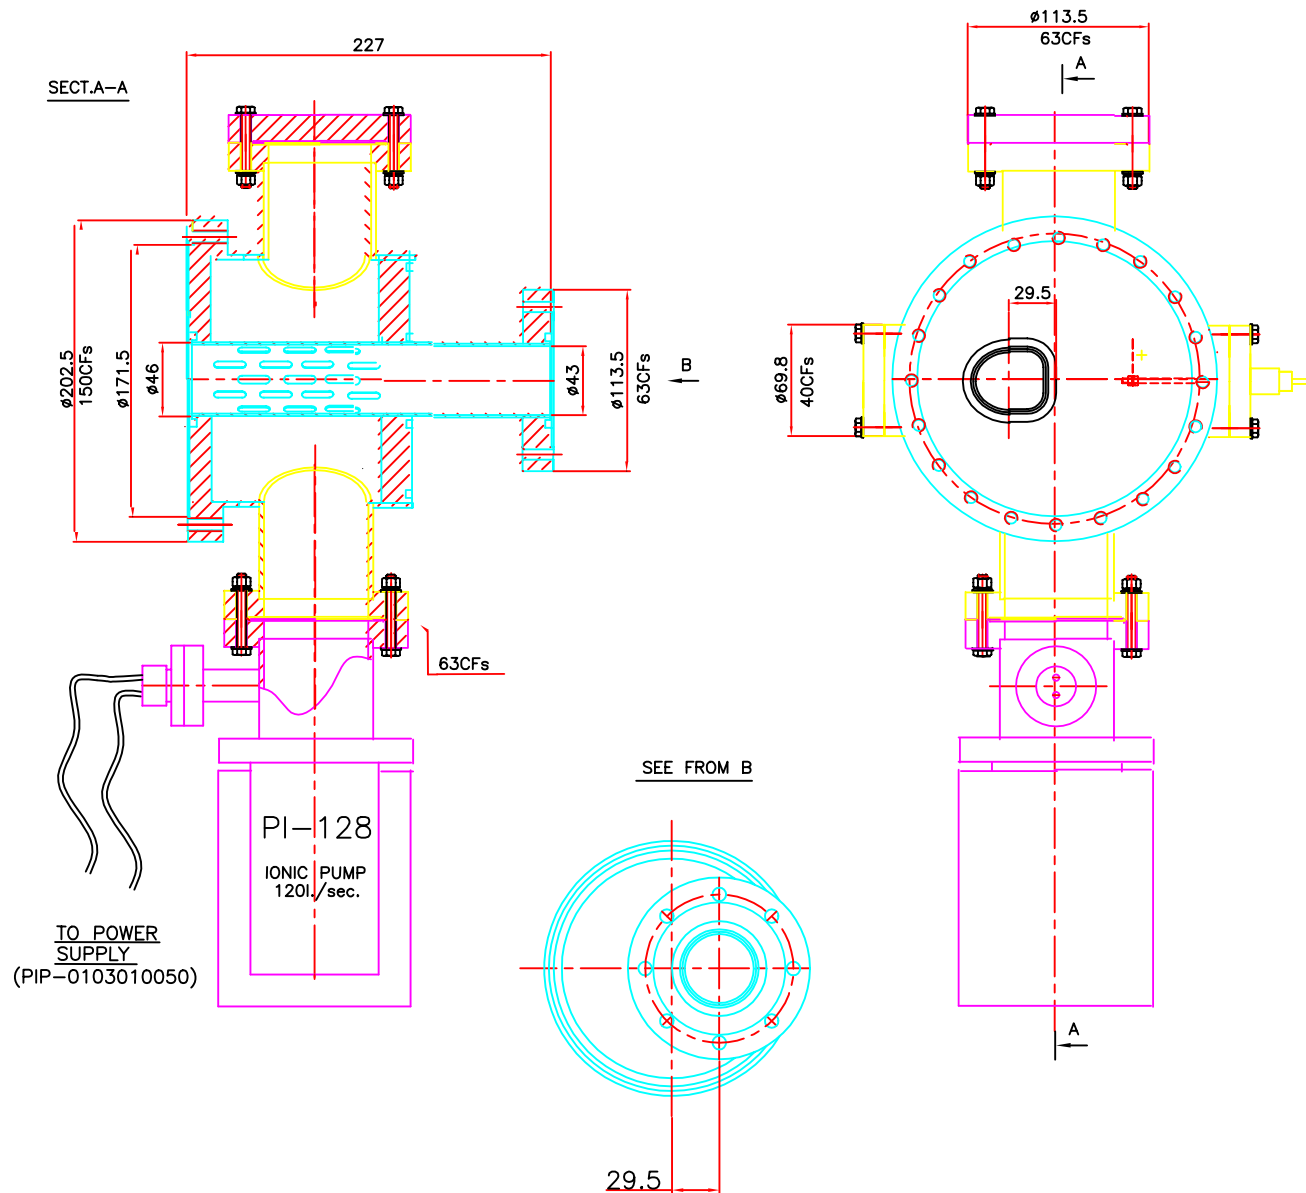 ø113.5
63CFs
227
A
SECT.A-A
29.5
ø202.5
150CFs
ø171.5
ø46
ø43
ø113.5
63CFs
B
ø69.8
40CFs
63CFs
SEE FROM B
PI-128
IONIC PUMP
120l./sec.
TO POWER
SUPPLY
(PIP-0103010050)
A
29.5